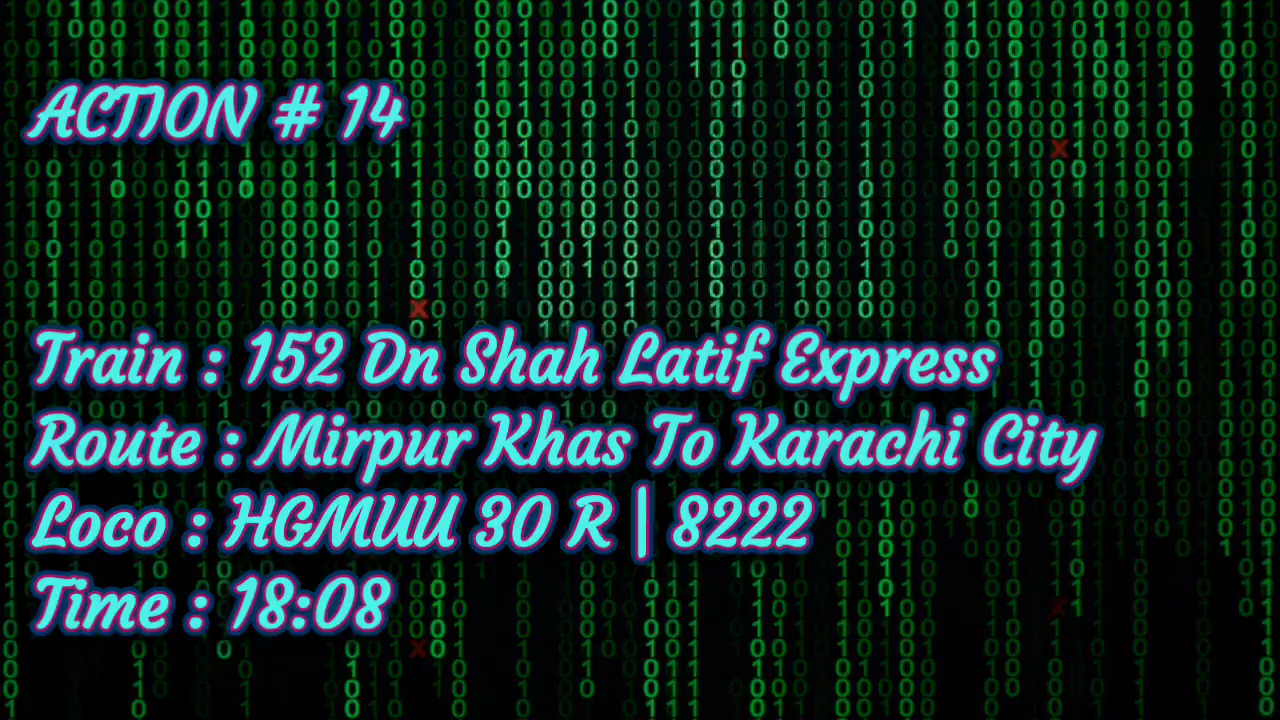 ACTION # 14
Train : 152 Dn Shah Latif Express
Route : Mirpur Khas To Karachi City
Loco : HGMUU 30 R | 8222
Time : 18:08